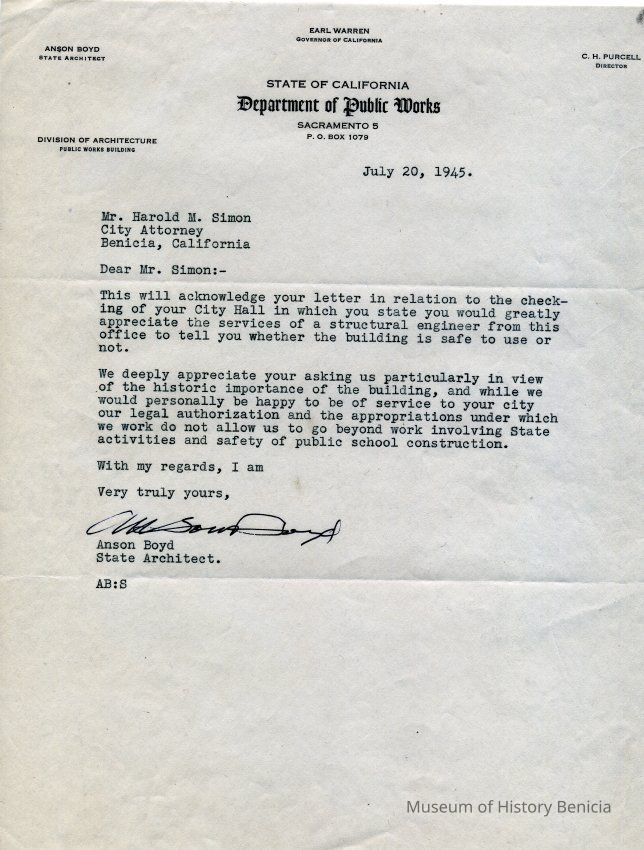 EARL WARREN
GOVERNOR OF CALIFORNIA
ANSON BOYD
STATE ARCHITECT
C. H. PURCELL
DIRECTOR
STATE OF CALIFORNIA
Department of Public Works
SACRAMENTO 5
P. O. BOX 1079
DIVISION OF ARCHITECTURE
PUBLIC WORKS BUILDING
July 20, 1945.
Mr. Harold M. Simon
City Attorney
Benicia, California
Dear Mr. Simon:-
This will acknowledge your letter in relation to the check-
ing of your City Hall in which you state you would greatly
appreciate the services of a structural engineer from this
office to tell you whether the building is safe to use or
not.
We deeply appreciate your asking us particularly in view
of the historic importance of the building, and while we
would personally be happy to be of service to your city
our legal authorization and the appropriations under which
we work do not allow us to go beyond work involving State
activities and safety of public school construction.
With my regards, I am
Very truly yours,
Anson Boyd
Anson Boyd
State Architect.
AB:S
Museum of History Benicia